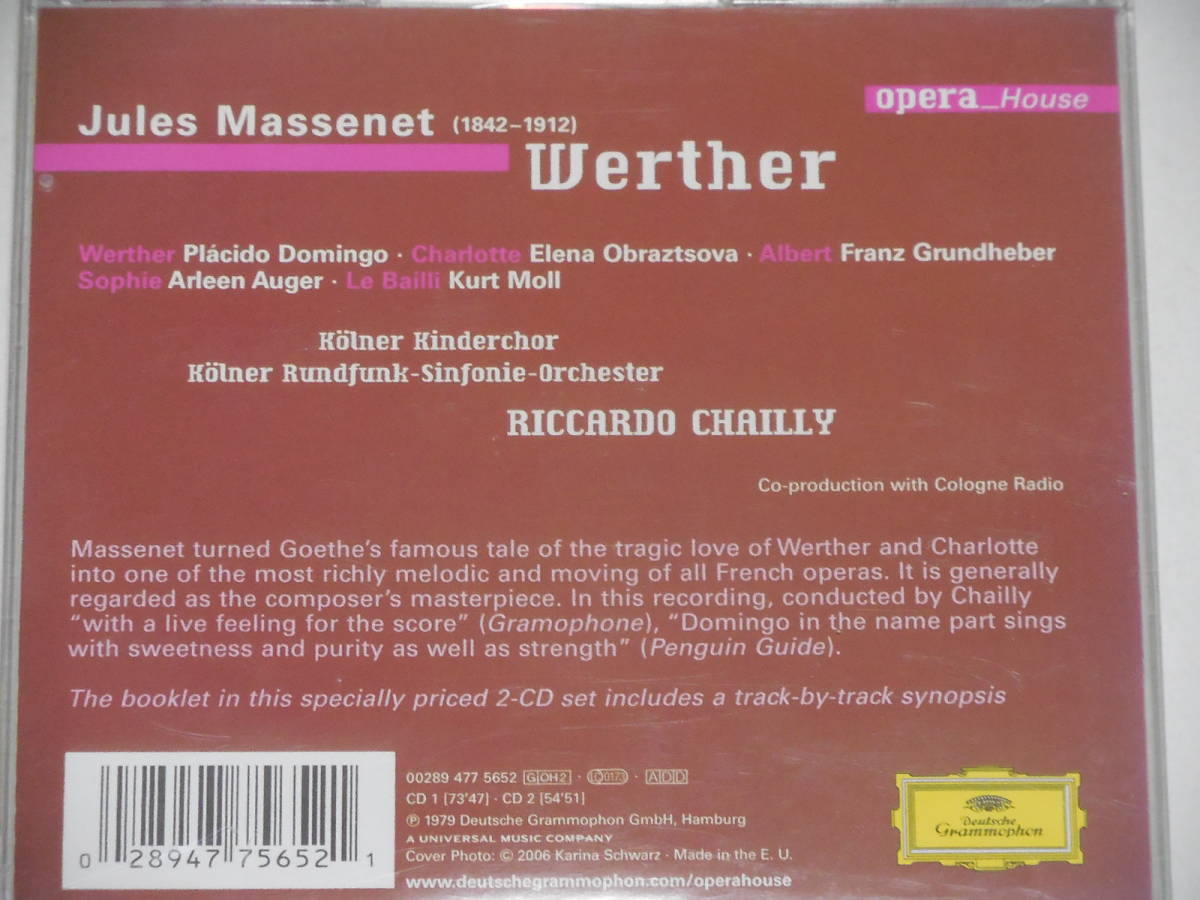 opera_House
Jules Massenet (1842–1912)
Werther
Werther Plácido Domingo · Charlotte Elena Obraztsova · Albert Franz Grundheber
Sophie Arleen Auger · Le Bailli Kurt Moll
Kölner Kinderchor
Kölner Rundfunk-Sinfonie-Orchester
RICCARDO CHAILLY
Co-production with Cologne Radio
Massenet turned Goethe's famous tale of the tragic love of Werther and Charlotte
into one of the most richly melodic and moving of all French operas. It is generally
regarded as the composer's masterpiece. In this recording, conducted by Chailly
“with a live feeling for the score” (Gramophone), “Domingo in the name part sings
with sweetness and purity as well as strength” (Penguin Guide).
The booklet in this specially priced 2-CD set includes a track-by-track synopsis
00289 477 5652 GOH2 · LC0173 · ADD
CD 1 [73'47] · CD 2 [54'51]
℗ 1979 Deutsche Grammophon GmbH, Hamburg
A UNIVERSAL MUSIC COMPANY
Cover Photo: © 2006 Karina Schwarz · Made in the E. U.
www.deutschegrammophon.com/operahouse
0 28947 75652 1
Deutsche
Grammophon